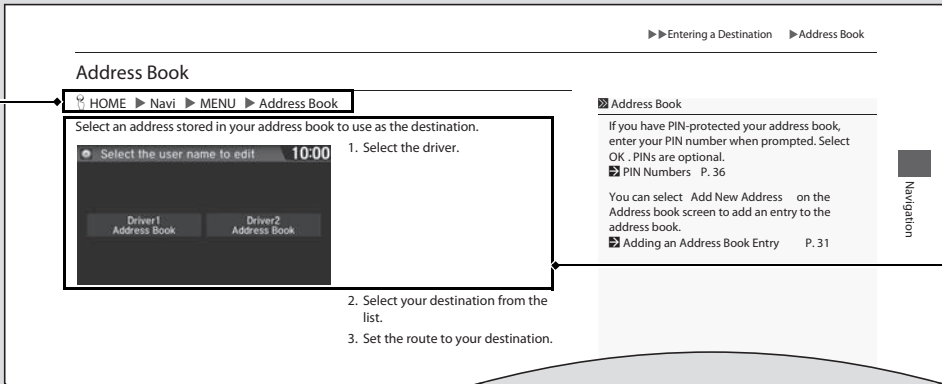 ▶▶Entering a Destination ▶Address Book
Address Book
HOME ▶ Navi ▶ MENU ▶ Address Book
Select an address stored in your address book to use as the destination.
Select the user name to edit 10:00
Driver1
Address Book
Driver2
Address Book
1. Select the driver.
2. Select your destination from the
list.
3. Set the route to your destination.
Address Book
If you have PIN-protected your address book,
enter your PIN number when prompted. Select
OK . PINs are optional.
PIN Numbers P. 36
You can select Add New Address on the
Address book screen to add an entry to the
address book.
Adding an Address Book Entry P. 31
Navigation